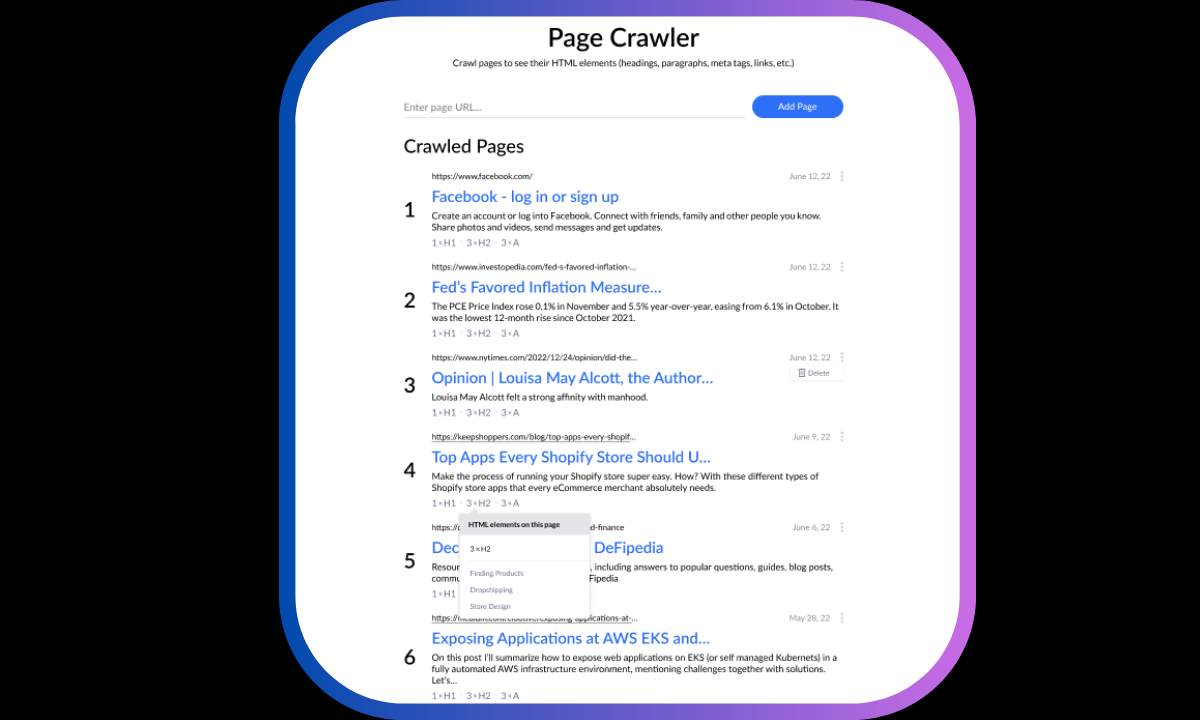 Page Crawler
Crawl pages to see their HTML elements (headings, paragraphs, meta tags, links, etc.)
Enter page URL...
Add Page
Crawled Pages
https://www.facebook.com/
June 12, 22
1
Facebook - log in or sign up
Create an account or log into Facebook. Connect with friends, family and other people you know.
Share photos and videos, send messages and get updates.
1×H1 · 3×H2 · 3×A
https://www.investopedia.com/fed-s-favored-inflation-...
June 12, 22
2
Fed's Favored Inflation Measure...
The PCE Price Index rose 0.1% in November and 5.5% year-over-year, easing from 6.1% in October. It
was the lowest 12-month rise since October 2021.
1×H1 · 3×H2 · 3×A
https://www.nytimes.com/2022/12/24/opinion/did-the...
June 12, 22
Delete
3
Opinion | Louisa May Alcott, the Author...
Louisa May Alcott felt a strong affinity with manhood.
1×H1 · 3×H2 · 3×A
https://keepshoppers.com/blog/top-apps-every-shopif...
June 9, 22
4
Top Apps Every Shopify Store Should U...
Make the process of running your Shopify store super easy. How? With these different types of
Shopify store apps that every eCommerce merchant absolutely needs.
1×H1 · 3×H2 · 3×A
HTML elements on this page
3×H2
Finding Products
Dropshipping
Store Design
https://
d-finance
June 6, 22
5
Dec
DeFipedia
Resour
, including answers to popular questions, guides, blog posts,
commu
Fipedia
1×H1
https://
exposing-applications-at-...
May 28, 22
6
Exposing Applications at AWS EKS and...
On this post I'll summarize how to expose web applications on EKS (or self managed Kubernetes) in a
fully automated AWS infrastructure environment, mentioning challenges together with solutions.
Let's...
1×H1 · 3×H2 · 3×A